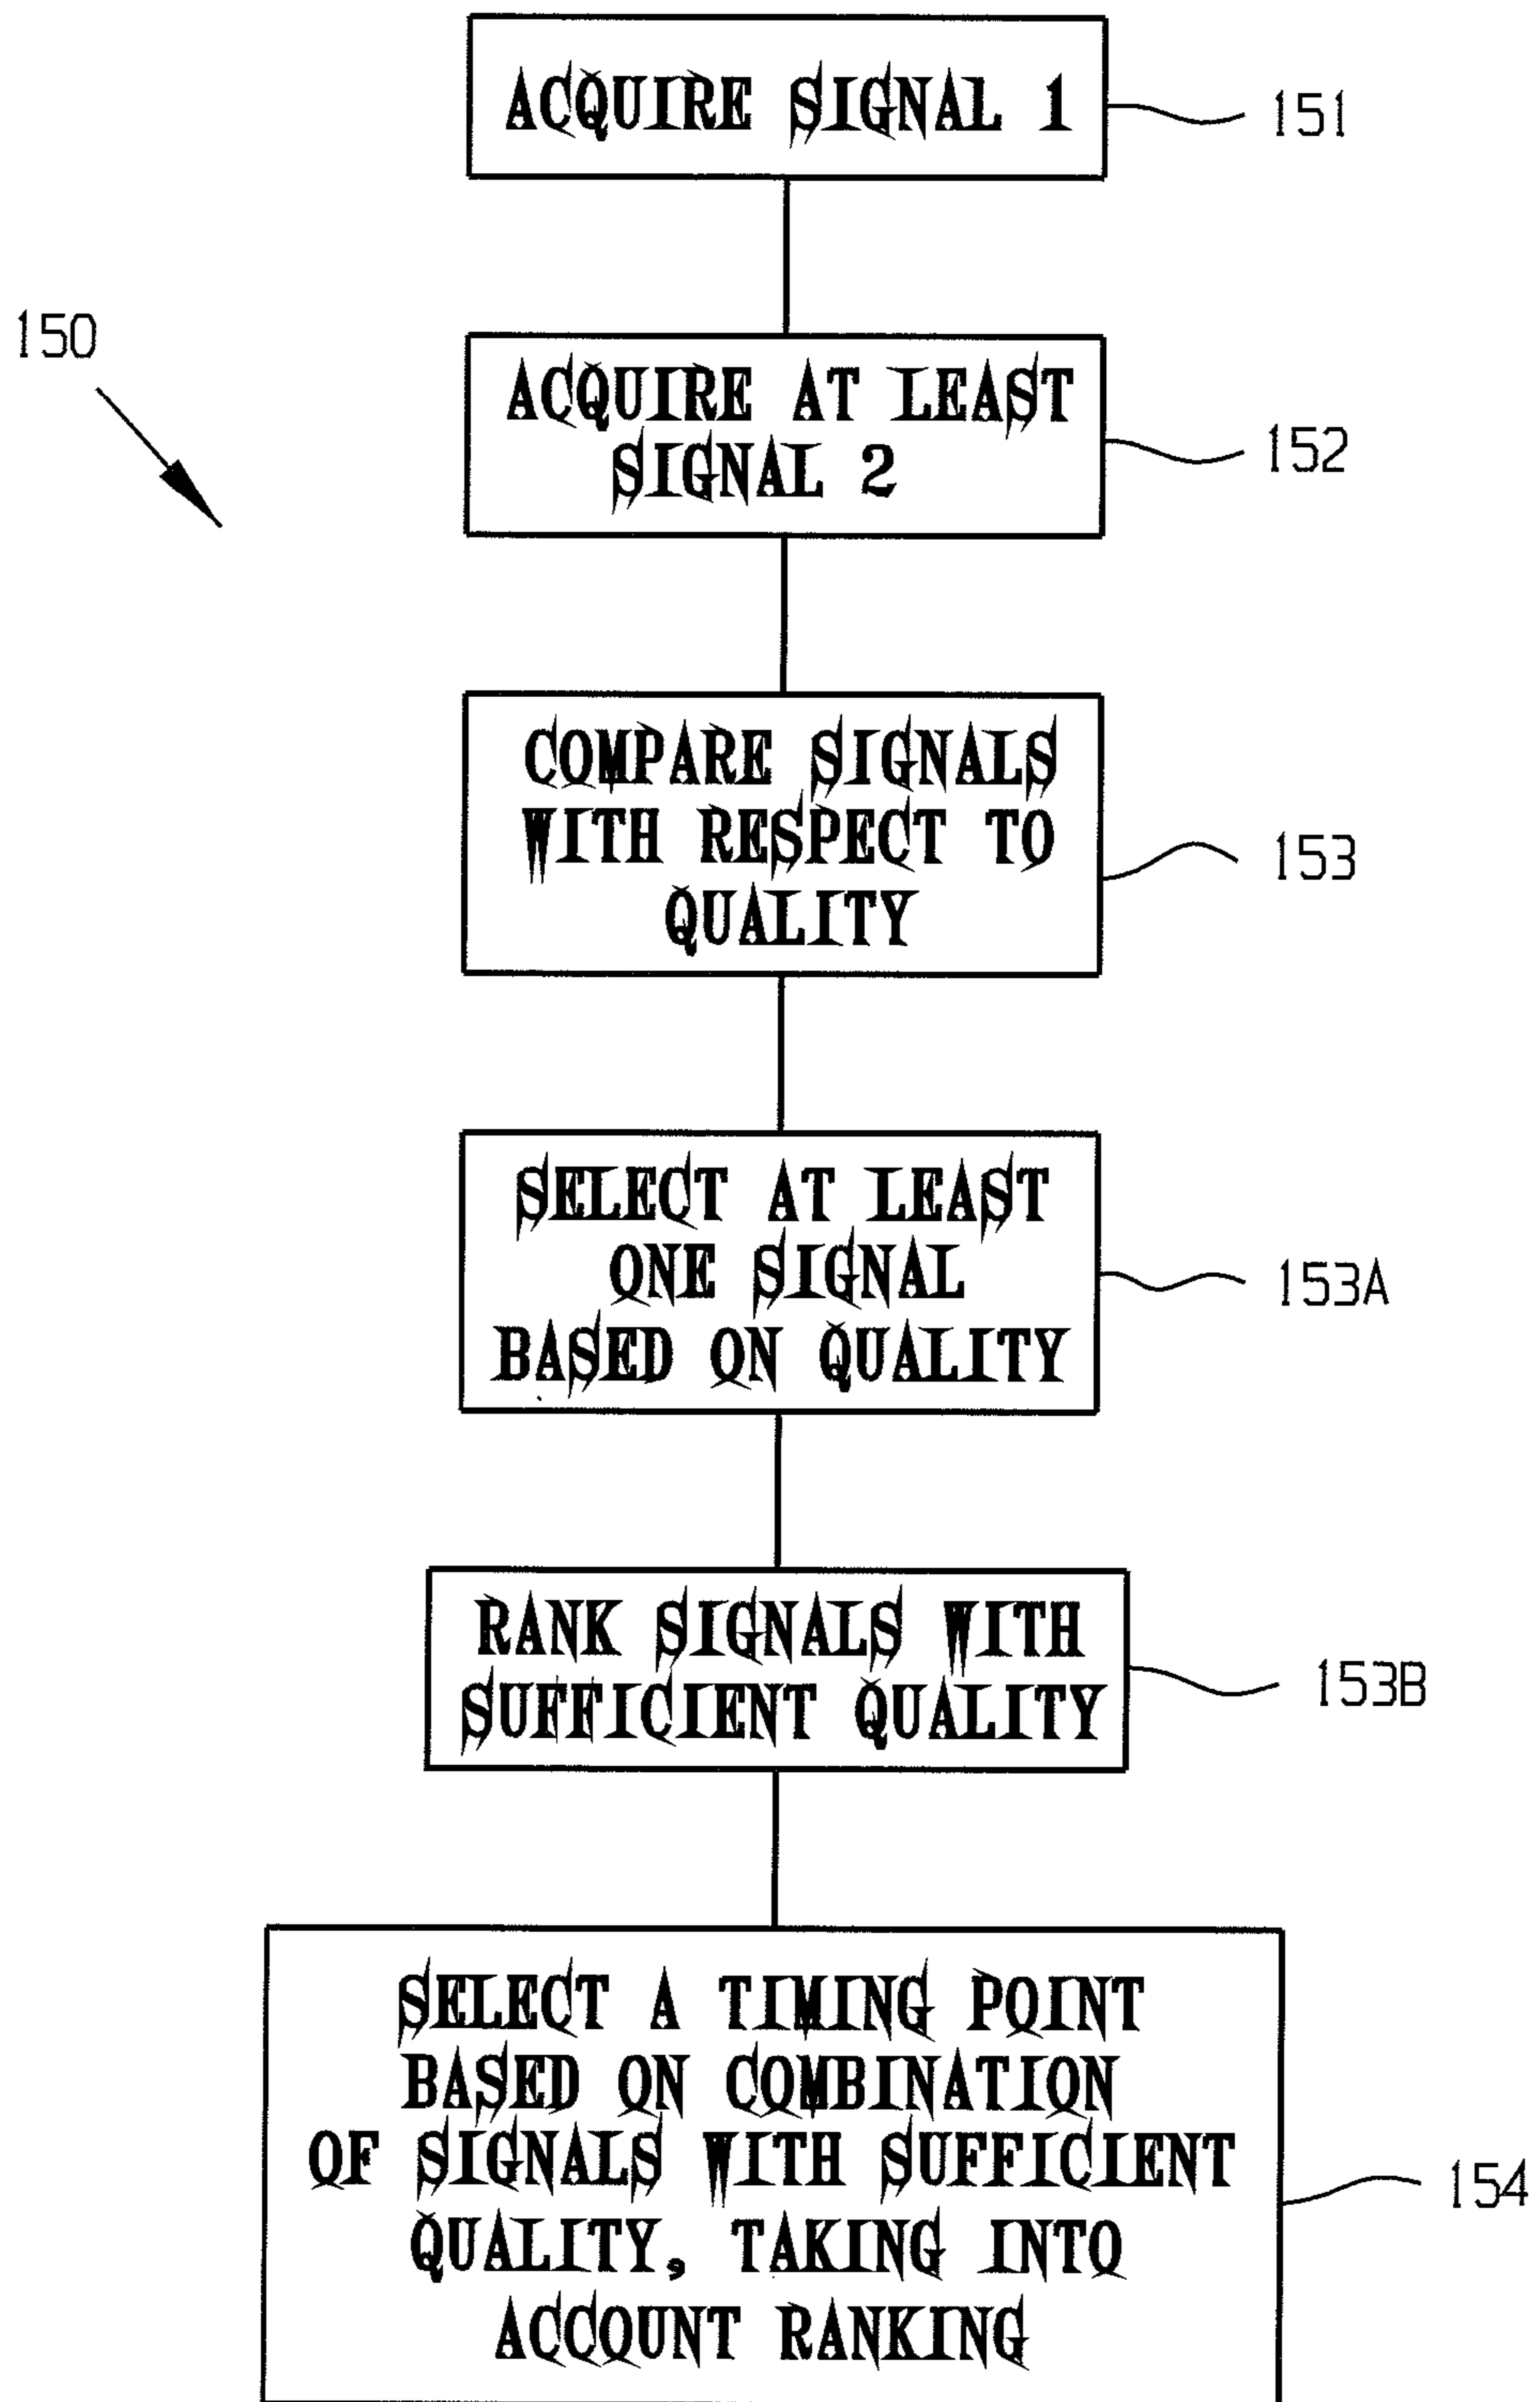 ACQUIRE SIGNAL 1
151
150
ACQUIRE AT LEAST
SIGNAL 2
152
COMPARE SIGNALS
WITH RESPECT TO
QUALITY
153
SELECT AT LEAST
ONE SIGNAL
BASED ON QUALITY
153A
RANK SIGNALS WITH
SUFFICIENT QUALITY
153B
SELECT A TIMING POINT
BASED ON COMBINATION
OF SIGNALS WITH SUFFICIENT
QUALITY, TAKING INTO
ACCOUNT RANKING
154